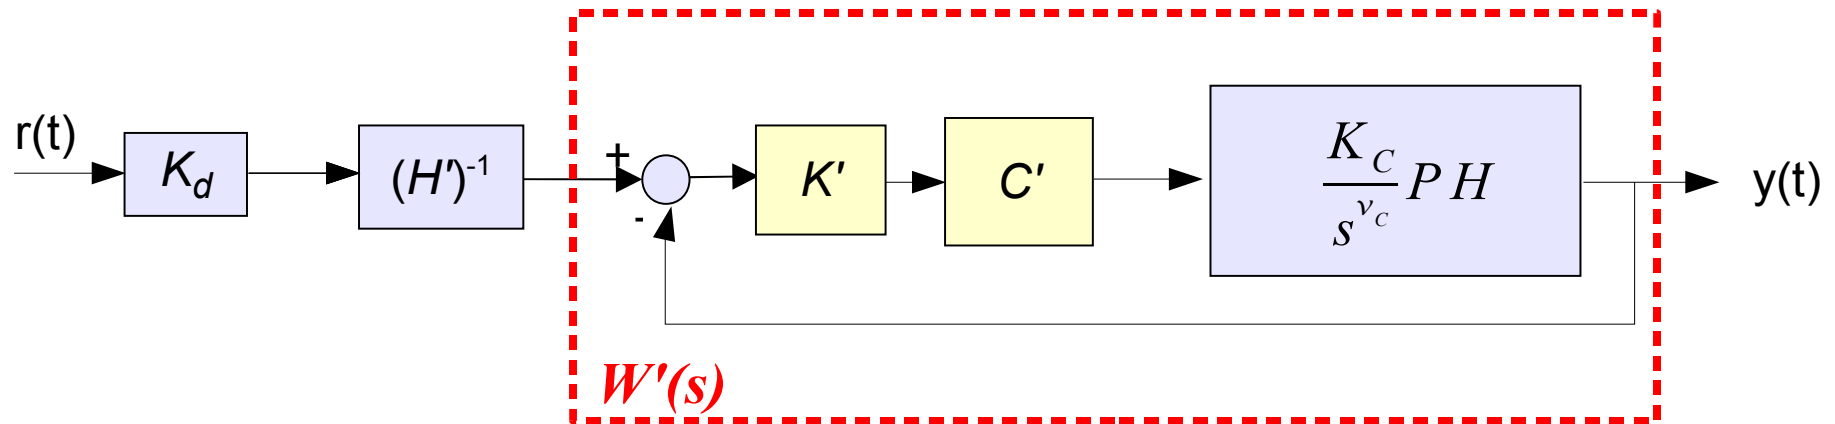 r(t)
K_d
(H')^-1
+
-
K'
C'
K_C / s^ν_C P H
y(t)
W'(s)